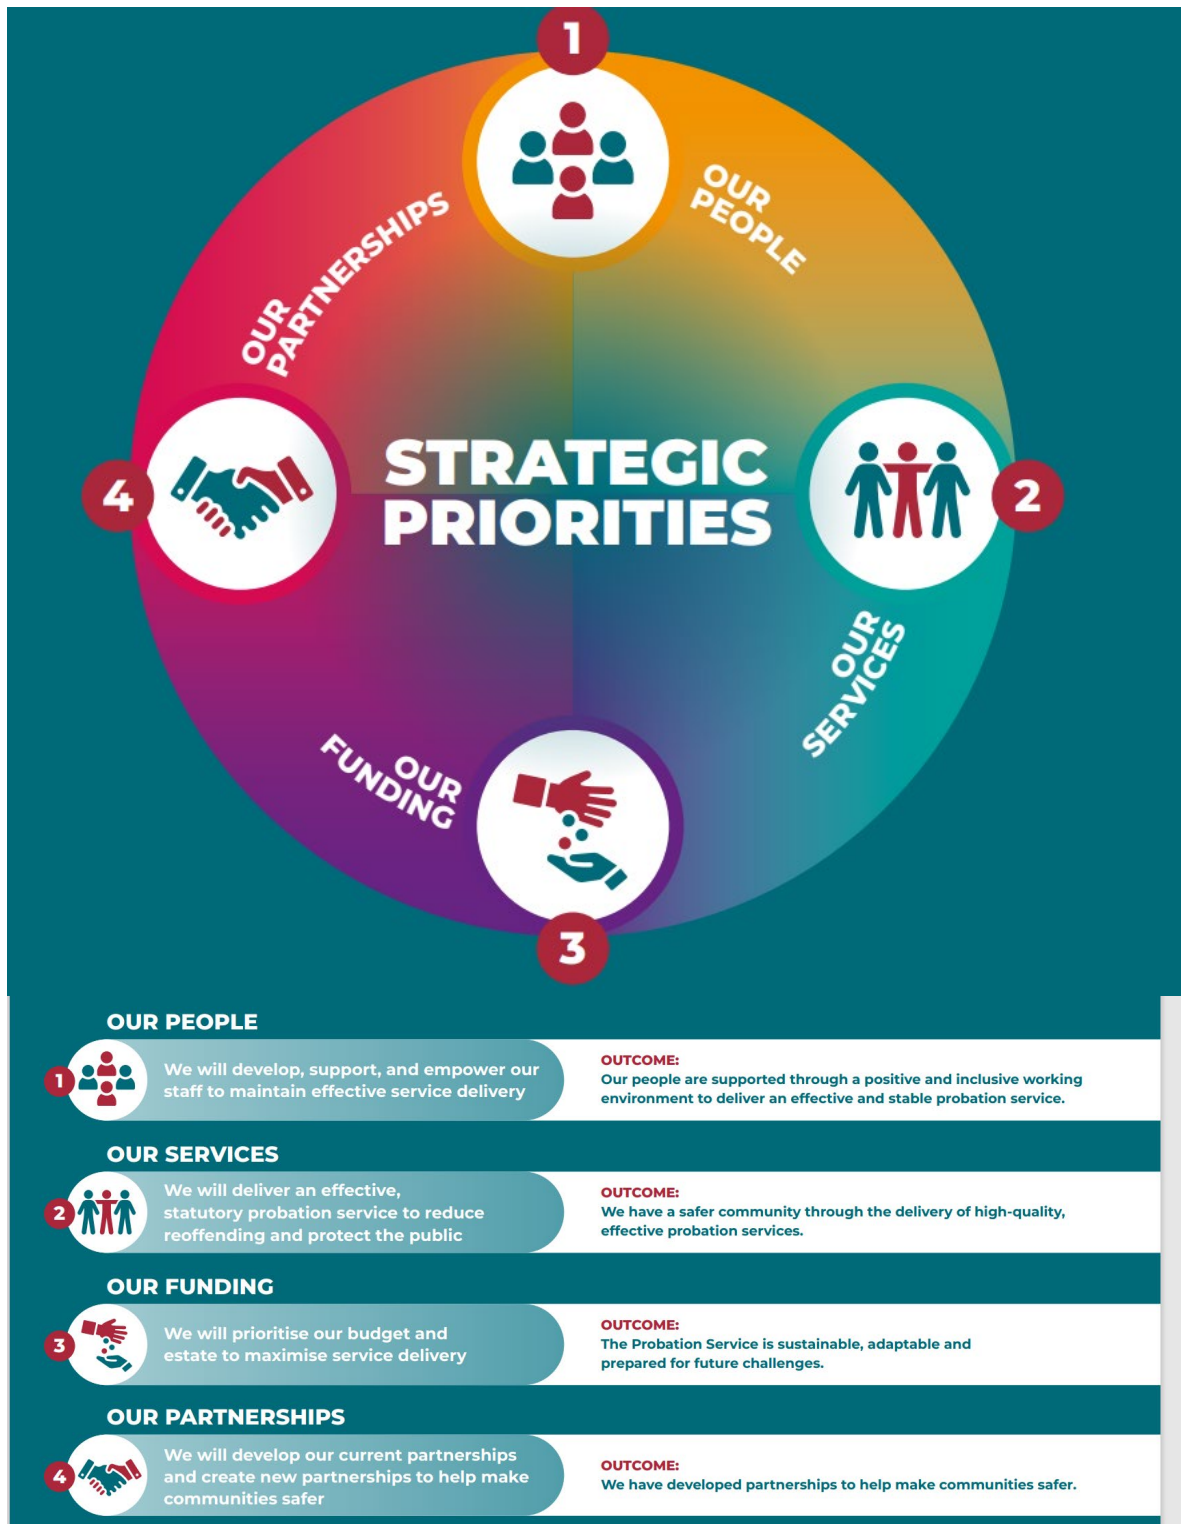 1
OUR
PEOPLE
OUR
PARTNERSHIPS
STRATEGIC
PRIORITIES
4
2
OUR
SERVICES
OUR
FUNDING
3
OUR PEOPLE
1
We will develop, support, and empower our
staff to maintain effective service delivery
OUTCOME:
Our people are supported through a positive and inclusive working
environment to deliver an effective and stable probation service.
OUR SERVICES
2
We will deliver an effective,
statutory probation service to reduce
reoffending and protect the public
OUTCOME:
We have a safer community through the delivery of high-quality,
effective probation services.
OUR FUNDING
3
We will prioritise our budget and
estate to maximise service delivery
OUTCOME:
The Probation Service is sustainable, adaptable and
prepared for future challenges.
OUR PARTNERSHIPS
4
We will develop our current partnerships
and create new partnerships to help make
communities safer
OUTCOME:
We have developed partnerships to help make communities safer.